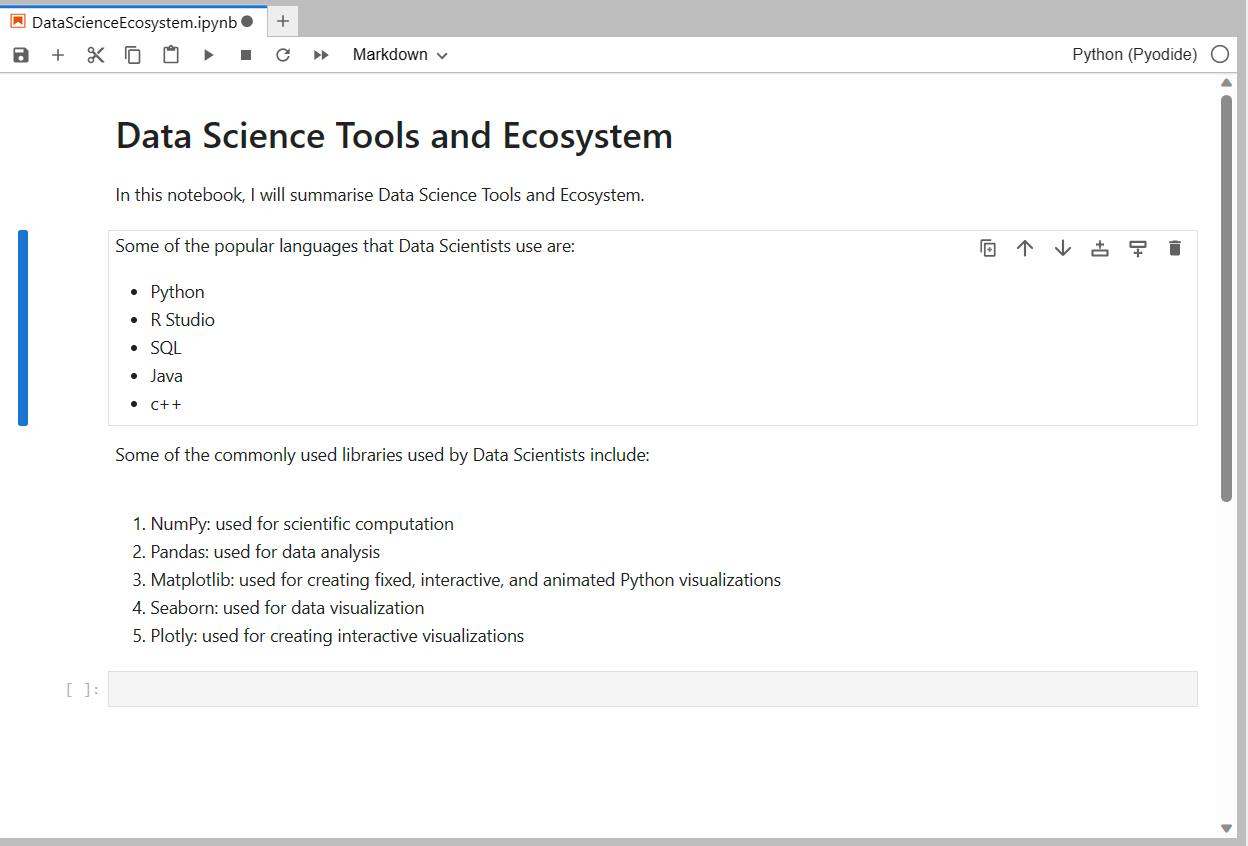 DataScienceEcosystem.ipynb
Markdown
Python (Pyodide)
Data Science Tools and Ecosystem
In this notebook, I will summarise Data Science Tools and Ecosystem.
Some of the popular languages that Data Scientists use are:
• Python
• R Studio
• SQL
• Java
• c++
Some of the commonly used libraries used by Data Scientists include:
1. NumPy: used for scientific computation
2. Pandas: used for data analysis
3. Matplotlib: used for creating fixed, interactive, and animated Python visualizations
4. Seaborn: used for data visualization
5. Plotly: used for creating interactive visualizations
[ ]: